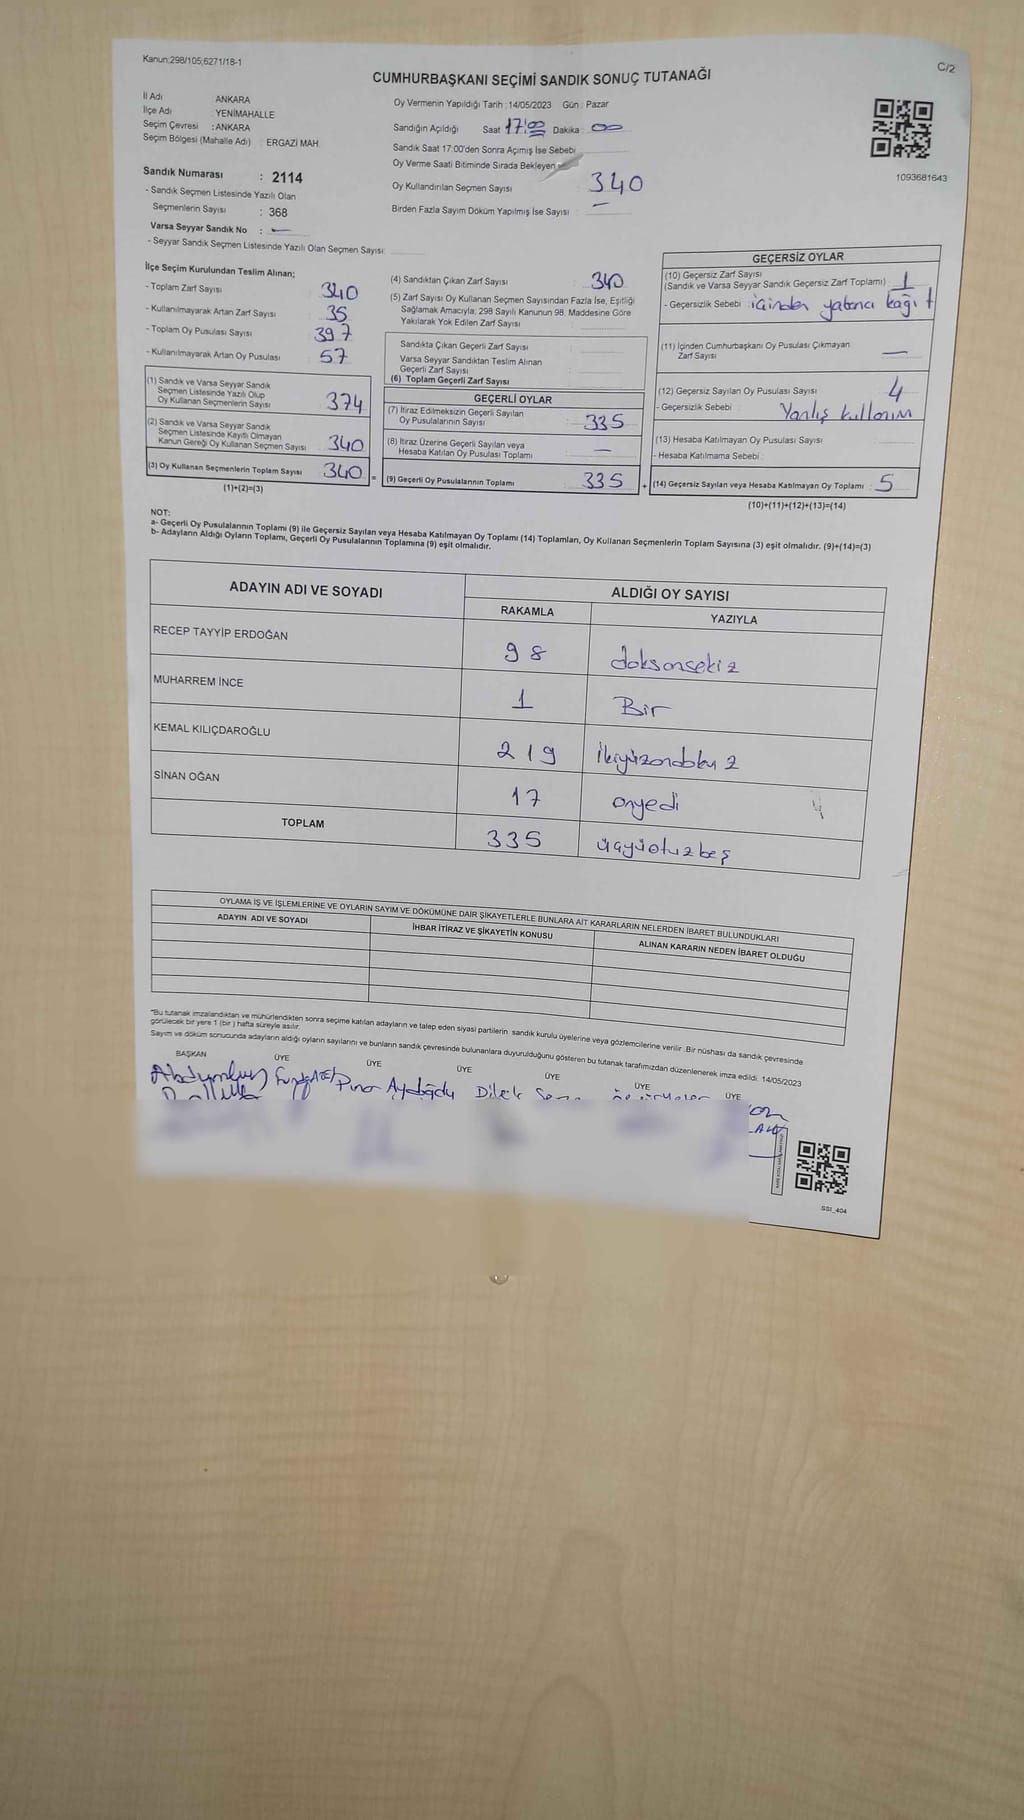 Kanun;298/105;6271/18-1
C/2
CUMHURBAŞKANI SEÇİMİ SANDIK SONUÇ TUTANAĞI
İl Adı ANKARA
İlçe Adı YENİMAHALLE
Seçim Çevresi : ANKARA
Seçim Bölgesi (Mahalle Adı) : ERGAZİ MAH.
Sandık Numarası : 2114
- Sandık Seçmen Listesinde Yazılı Olan
Seçmenlerin Sayısı : 368
Varsa Seyyar Sandık No : —
- Seyyar Sandık Seçmen Listesinde Yazılı Olan Seçmen Sayısı:
Oy Vermenin Yapıldığı Tarih : 14/05/2023 Gün : Pazar
Sandığın Açıldığı Saat 17:00 Dakika : 00
Sandık Saat 17:00'den Sonra Açımış İse Sebebi
Oy Verme Saati Bitiminde Sırada Bekleyen
Oy Kullandırılan Seçmen Sayısı 340
Birden Fazla Sayım Döküm Yapılmış İse Sayısı : —
1093681643
İlçe Seçim Kurulundan Teslim Alınan;
- Toplam Zarf Sayısı 340
- Kullanılmayarak Artan Zarf Sayısı 35
- Toplam Oy Pusulası Sayısı 397
- Kullanılmayarak Artan Oy Pusulası 57
(1) Sandık ve Varsa Seyyar Sandık
Seçmen Listesinde Yazılı Olup
Oy Kullanan Seçmenlerin Sayısı 374
(2) Sandık ve Varsa Seyyar Sandık
Seçmen Listesinde Kayıtlı Olmayan
Kanun Gereği Oy Kullanan Seçmen Sayısı 340
(3) Oy Kullanan Seçmenlerin Toplam Sayısı 340 =
(1)+(2)=(3)
(4) Sandıktan Çıkan Zarf Sayısı : 340
(5) Zarf Sayısı Oy Kullanan Seçmen Sayısından Fazla İse, Eşitliği
Sağlamak Amacıyla, 298 Sayılı Kanunun 98. Maddesine Göre
Yakılarak Yok Edilen Zarf Sayısı
Sandıkta Çıkan Geçerli Zarf Sayısı
Varsa Seyyar Sandıktan Teslim Alınan
Geçerli Zarf Sayısı
(6) Toplam Geçerli Zarf Sayısı
GEÇERLİ OYLAR
(7) İtiraz Edilmeksizin Geçerli Sayılan
Oy Pusulalarının Sayısı : 335
(8) İtiraz Üzerine Geçerli Sayılan veya
Hesaba Katılan Oy Pusulası Toplamı : —
(9) Geçerli Oy Pusulalarının Toplamı 335 +
GEÇERSİZ OYLAR
(10) Geçersiz Zarf Sayısı
(Sandık ve Varsa Seyyar Sandık Geçersiz Zarf Toplamı) : 1
- Geçersizlik Sebebi : içinden yabancı kağıt
(11) İçinden Cumhurbaşkanı Oy Pusulası Çıkmayan
Zarf Sayısı —
(12) Geçersiz Sayılan Oy Pusulası Sayısı : 4
- Geçersizlik Sebebi : Yanlış kullanım
(13) Hesaba Katılmayan Oy Pusulası Sayısı
- Hesaba Katılmama Sebebi :
(14) Geçersiz Sayılan veya Hesaba Katılmayan Oy Toplamı : 5
(10)+(11)+(12)+(13)=(14)
NOT:
a- Geçerli Oy Pusulalarının Toplamı (9) ile Geçersiz Sayılan veya Hesaba Katılmayan Oy Toplamı (14) Toplamları, Oy Kullanan Seçmenlerin Toplam Sayısına (3) eşit olmalıdır. (9)+(14)=(3)
b- Adayların Aldığı Oyların Toplamı, Geçerli Oy Pusulalarının Toplamına (9) eşit olmalıdır.
ADAYIN ADI VE SOYADI ALDIĞI OY SAYISI
RAKAMLA YAZIYLA
RECEP TAYYİP ERDOĞAN 98 doksonsekiz
MUHARREM İNCE 1 Bir
KEMAL KILIÇDAROĞLU 219 ikiyüzondokuz
SİNAN OĞAN 17 onyedi
TOPLAM 335 üçyüotuzbeş
OYLAMA İŞ VE İŞLEMLERİNE VE OYLARIN SAYIM VE DÖKÜMÜNE DAİR ŞİKAYETLERLE BUNLARA AİT KARARLARIN NELERDEN İBARET BULUNDUKLARI
ADAYIN ADI VE SOYADI İHBAR İTİRAZ VE ŞİKAYETİN KONUSU ALINAN KARARIN NEDEN İBARET OLDUĞU
*Bu tutanak imzalandıktan ve mühürlendikten sonra seçime katılan adayların ve talep eden siyasi partilerin sandık kurulu üyelerine veya gözlemcilerine verilir. Bir nüshası da sandık çevresinde
görülecek bir yere 1 (bir ) hafta süreyle asılır.
Sayım ve döküm sonucunda adayların aldığı oyların sayılarını ve bunların sandık çevresinde bulunanlara duyurulduğunu gösteren bu tutanak tarafımızdan düzenlenerek imza edildi. 14/05/2023
BAŞKAN ÜYE ÜYE ÜYE ÜYE ÜYE ÜYE
Pınar Aydoğdu Dilek
SSI_404